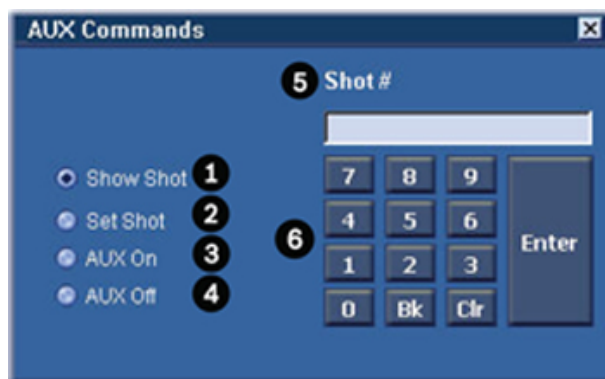 AUX Commands
5 Shot #
Show Shot 1
Set Shot 2
AUX On 3
AUX Off 4
6
7 8 9
4 5 6
1 2 3
0 Bk Clr
Enter